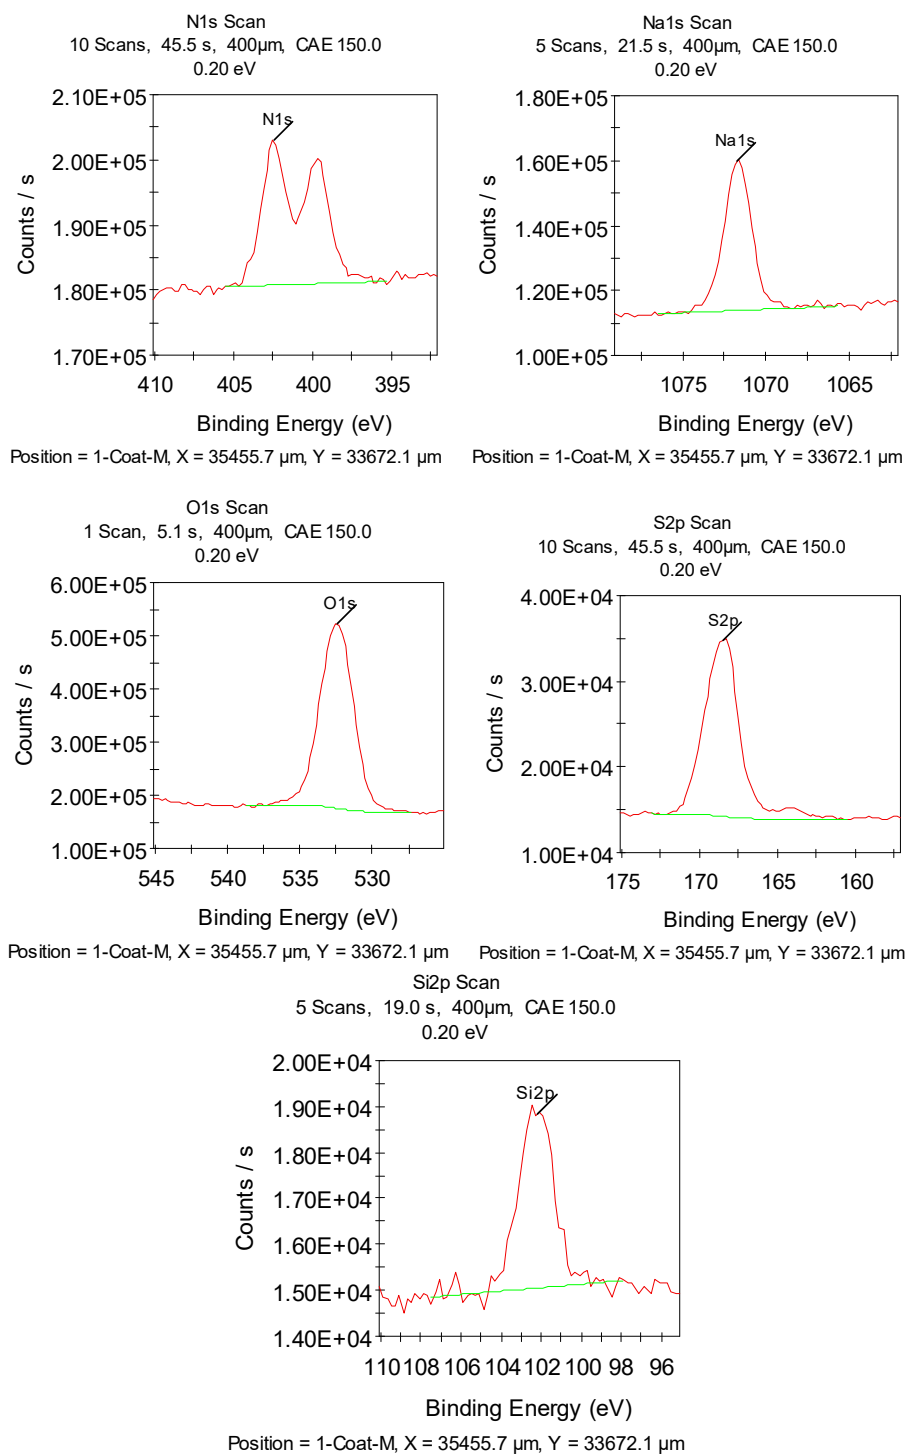 N1s Scan
10 Scans, 45.5 s, 400µm, CAE 150.0
0.20 eV
2.10E+05
2.00E+05
1.90E+05
1.80E+05
1.70E+05
Counts / s
N1s
410 405 400 395
Binding Energy (eV)
Position = 1-Coat-M, X = 35455.7 µm, Y = 33672.1 µm
Na1s Scan
5 Scans, 21.5 s, 400µm, CAE 150.0
0.20 eV
1.80E+05
1.60E+05
1.40E+05
1.20E+05
1.00E+05
Counts / s
Na1s
1075 1070 1065
Binding Energy (eV)
Position = 1-Coat-M, X = 35455.7 µm, Y = 33672.1 µm
O1s Scan
1 Scan, 5.1 s, 400µm, CAE 150.0
0.20 eV
6.00E+05
5.00E+05
4.00E+05
3.00E+05
2.00E+05
1.00E+05
Counts / s
O1s
545 540 535 530
Binding Energy (eV)
Position = 1-Coat-M, X = 35455.7 µm, Y = 33672.1 µm
S2p Scan
10 Scans, 45.5 s, 400µm, CAE 150.0
0.20 eV
4.00E+04
3.00E+04
2.00E+04
1.00E+04
Counts / s
S2p
175 170 165 160
Binding Energy (eV)
Position = 1-Coat-M, X = 35455.7 µm, Y = 33672.1 µm
Si2p Scan
5 Scans, 19.0 s, 400µm, CAE 150.0
0.20 eV
2.00E+04
1.90E+04
1.80E+04
1.70E+04
1.60E+04
1.50E+04
1.40E+04
Counts / s
Si2p
110 108 106 104 102 100 98 96
Binding Energy (eV)
Position = 1-Coat-M, X = 35455.7 µm, Y = 33672.1 µm